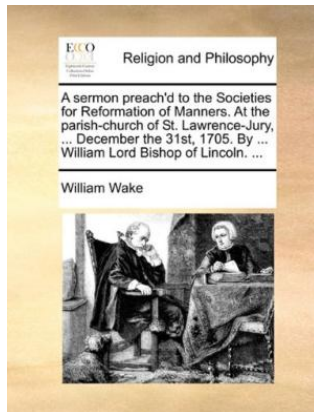 ECCO
Religion and Philosophy
A sermon preach'd to the Societies
for Reformation of Manners. At the
parish-church of St. Lawrence-Jury,
... December the 31st, 1705. By ...
William Lord Bishop of Lincoln. ...
William Wake